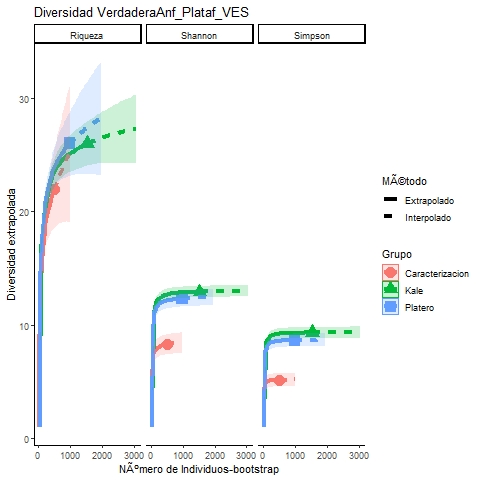 Diversidad VerdaderaAnf_Plataf_VES
Riqueza Shannon Simpson
30
20
10
0
Diversidad extrapolada
0 1000 2000 3000 0 1000 2000 3000 0 1000 2000 3000
NÃºmero de Individuos-bootstrap
MÃ©todo
Extrapolado
Interpolado
Grupo
Caracterizacion
Kale
Platero